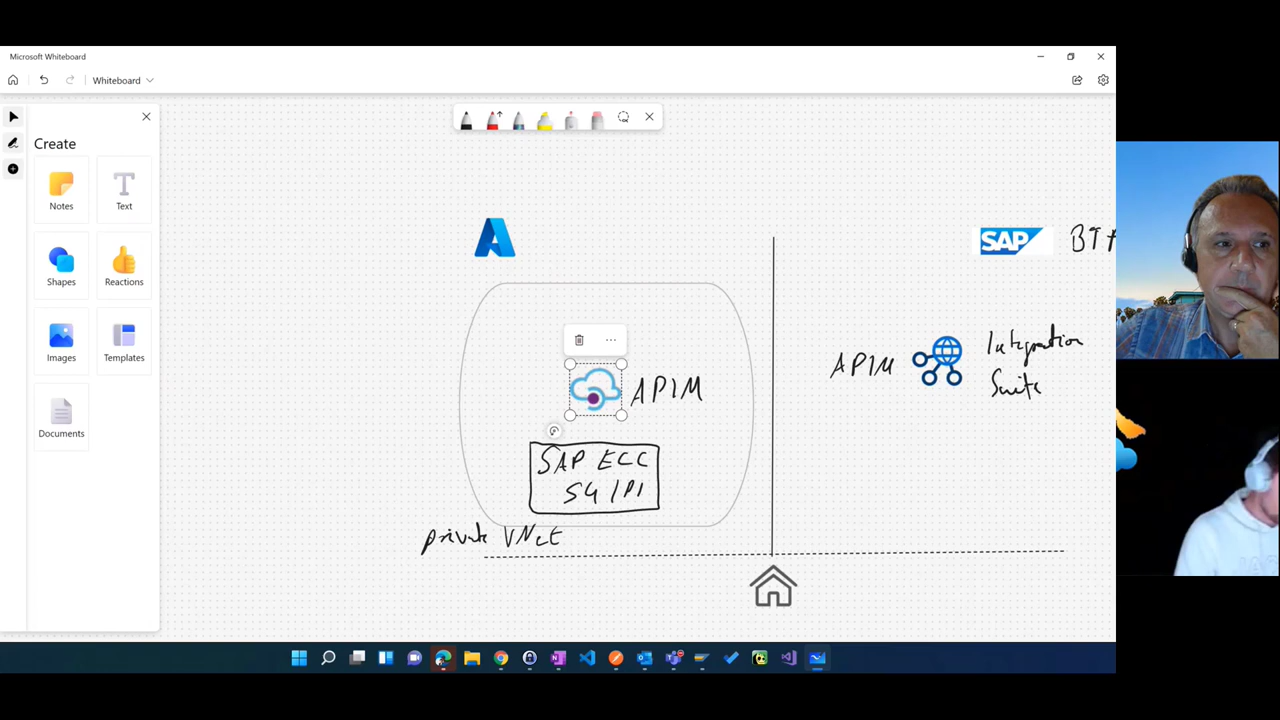 Microsoft Whiteboard
Whiteboard
Create
Notes
Text
Shapes
Reactions
Images
Templates
Documents
SAP
APIM
Integration
Suite
APIM
SAP ECC
S4 / PI
private VNet